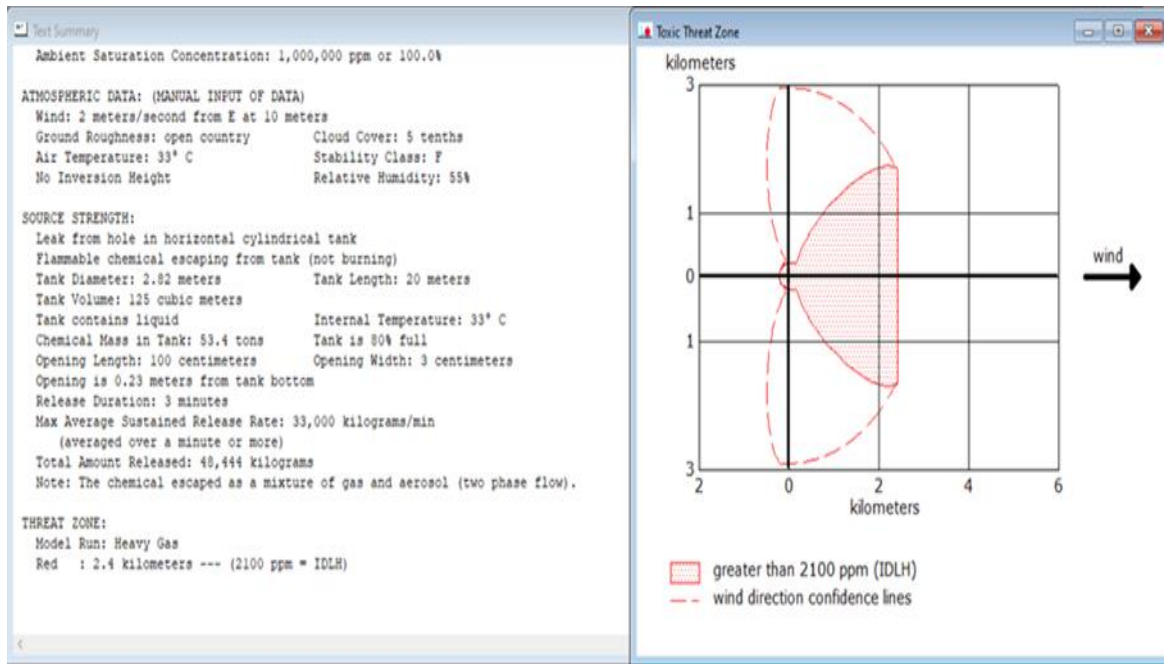 Text Summary
Ambient Saturation Concentration: 1,000,000 ppm or 100.0%
ATMOSPHERIC DATA: (MANUAL INPUT OF DATA)
Wind: 2 meters/second from E at 10 meters
Ground Roughness: open country Cloud Cover: 5 tenths
Air Temperature: 33° C Stability Class: F
No Inversion Height Relative Humidity: 55%
SOURCE STRENGTH:
Leak from hole in horizontal cylindrical tank
Flammable chemical escaping from tank (not burning)
Tank Diameter: 2.82 meters Tank Length: 20 meters
Tank Volume: 125 cubic meters
Tank contains liquid Internal Temperature: 33° C
Chemical Mass in Tank: 53.4 tons Tank is 80% full
Opening Length: 100 centimeters Opening Width: 3 centimeters
Opening is 0.23 meters from tank bottom
Release Duration: 3 minutes
Max Average Sustained Release Rate: 33,000 kilograms/min
(averaged over a minute or more)
Total Amount Released: 48,444 kilograms
Note: The chemical escaped as a mixture of gas and aerosol (two phase flow).
THREAT ZONE:
Model Run: Heavy Gas
Red : 2.4 kilometers --- (2100 ppm = IDLH)
Toxic Threat Zone
kilometers
3
1
0
1
3
2 0 2 4 6
kilometers
wind
greater than 2100 ppm (IDLH)
wind direction confidence lines